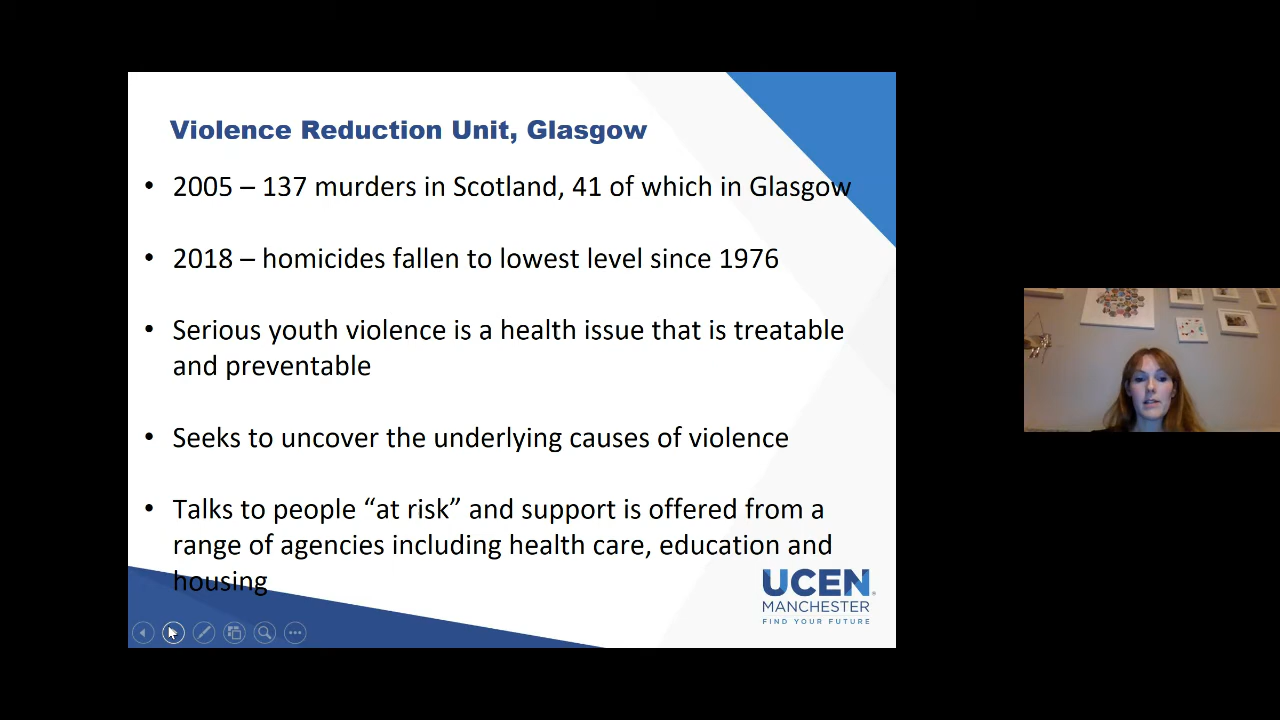 Violence Reduction Unit, Glasgow
• 2005 – 137 murders in Scotland, 41 of which in Glasgow
• 2018 – homicides fallen to lowest level since 1976
• Serious youth violence is a health issue that is treatable
and preventable
• Seeks to uncover the underlying causes of violence
• Talks to people “at risk” and support is offered from a
range of agencies including health care, education and
housing
UCEN
MANCHESTER
FIND YOUR FUTURE